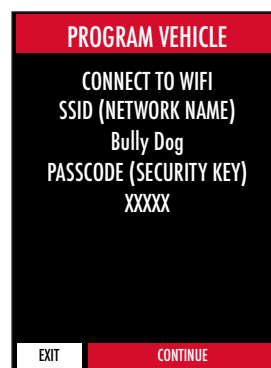 PROGRAM VEHICLE
CONNECT TO WIFI
SSID (NETWORK NAME)
Bully Dog
PASSCODE (SECURITY KEY)
XXXXX
EXIT CONTINUE